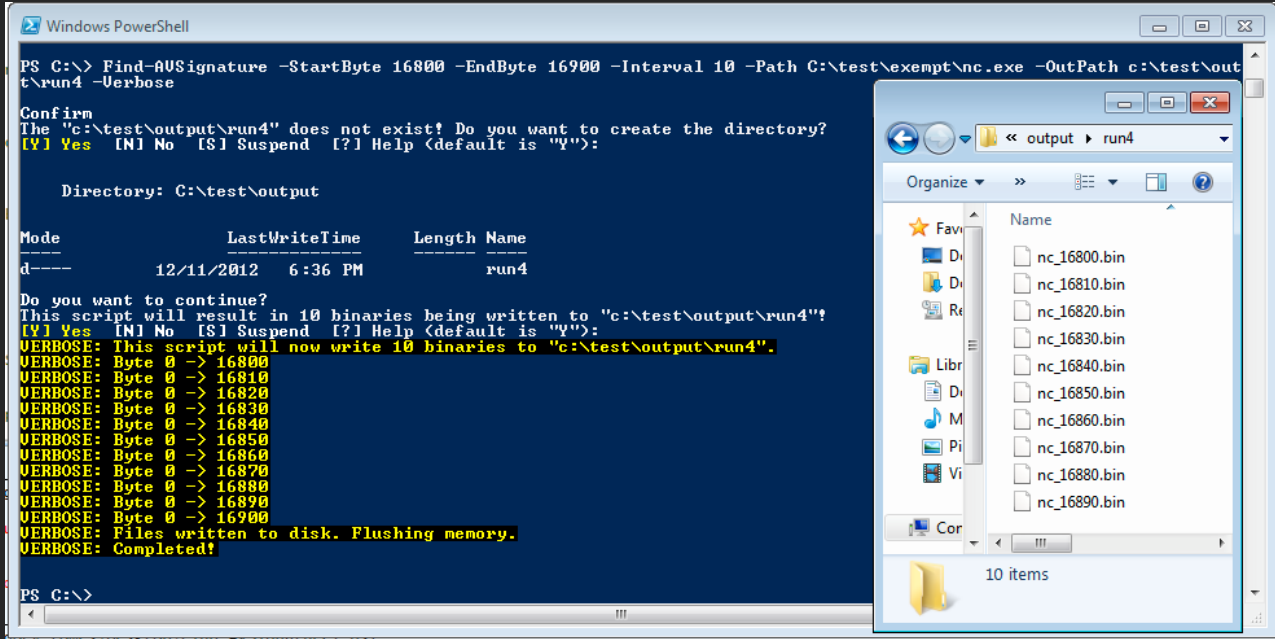 Windows PowerShell
PS C:\> Find-AVSignature -StartByte 16800 -EndByte 16900 -Interval 10 -Path C:\test\exempt\nc.exe -OutPath c:\test\out
t\run4 -Verbose
Confirm
The "c:\test\output\run4" does not exist! Do you want to create the directory?
[Y] Yes  [N] No  [S] Suspend  [?] Help (default is "Y"):
Directory: C:\test\output
Mode LastWriteTime Length Name
---- ------------- ------ ----
d---- 12/11/2012 6:36 PM run4
Do you want to continue?
This script will result in 10 binaries being written to "c:\test\output\run4"!
[Y] Yes  [N] No  [S] Suspend  [?] Help (default is "Y"):
VERBOSE: This script will now write 10 binaries to "c:\test\output\run4".
VERBOSE: Byte 0 -> 16800
VERBOSE: Byte 0 -> 16810
VERBOSE: Byte 0 -> 16820
VERBOSE: Byte 0 -> 16830
VERBOSE: Byte 0 -> 16840
VERBOSE: Byte 0 -> 16850
VERBOSE: Byte 0 -> 16860
VERBOSE: Byte 0 -> 16870
VERBOSE: Byte 0 -> 16880
VERBOSE: Byte 0 -> 16890
VERBOSE: Byte 0 -> 16900
VERBOSE: Files written to disk. Flushing memory.
VERBOSE: Completed!
PS C:\>
« output run4
Organize »
Name
Fav
D
D
Re
Libr
D
M
Pi
Vi
Con
nc_16800.bin
nc_16810.bin
nc_16820.bin
nc_16830.bin
nc_16840.bin
nc_16850.bin
nc_16860.bin
nc_16870.bin
nc_16880.bin
nc_16890.bin
10 items